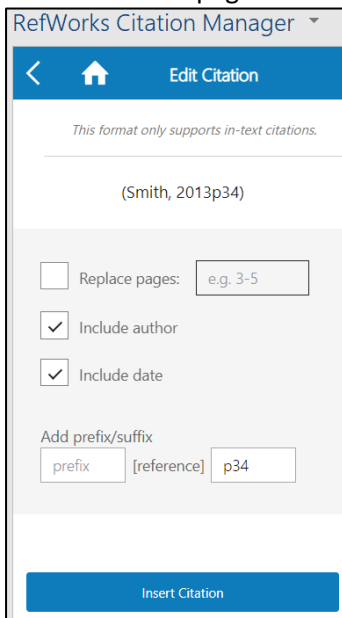 RefWorks Citation Manager
Edit Citation
This format only supports in-text citations.
(Smith, 2013p34)
Replace pages: e.g. 3-5
Include author
Include date
Add prefix/suffix
prefix [reference] p34
Insert Citation